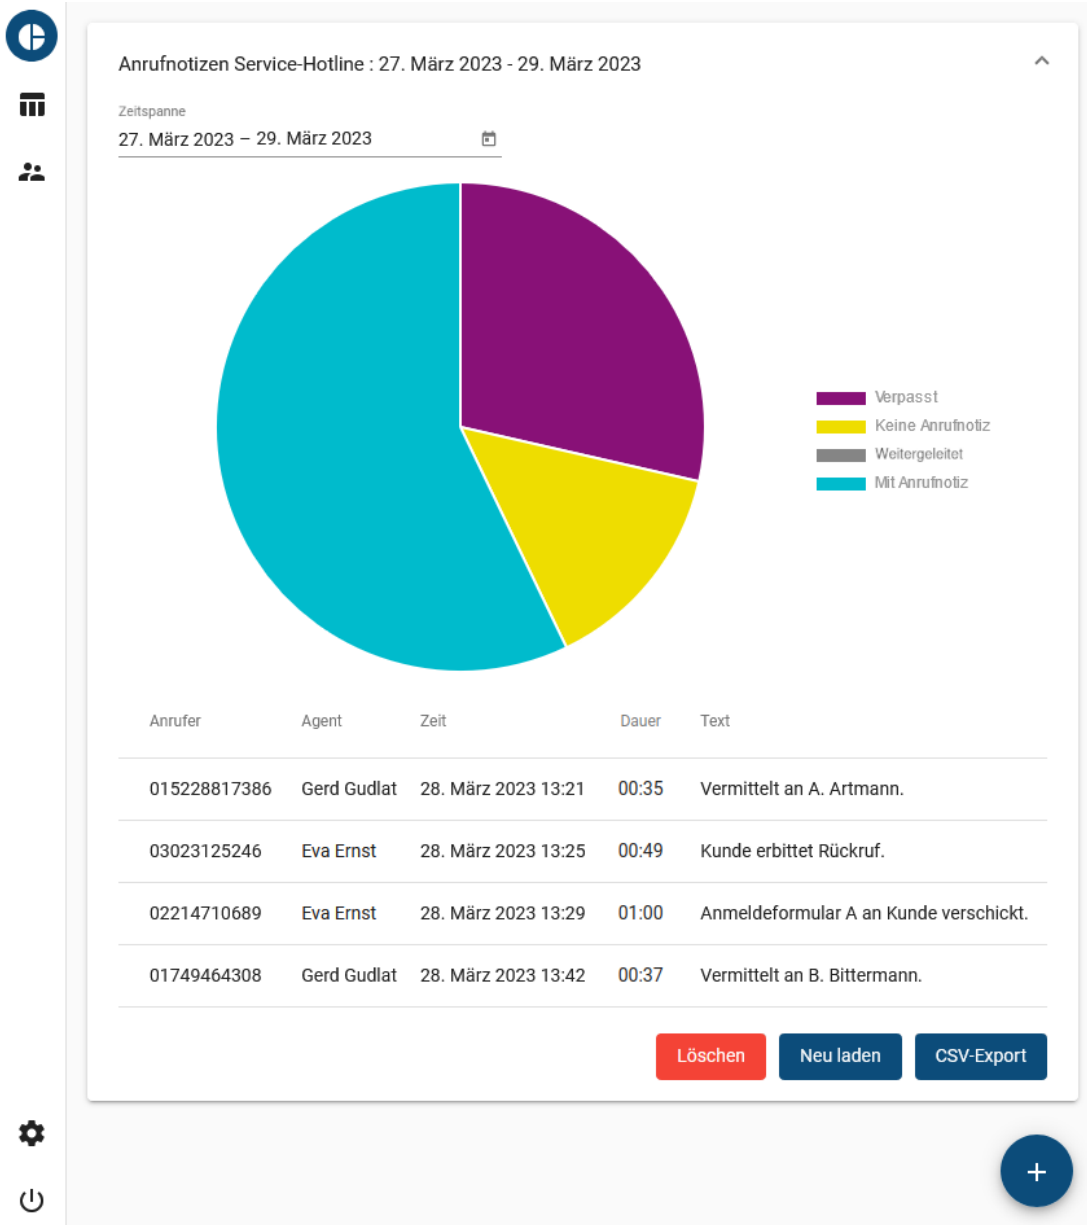 Anrufnotizen Service-Hotline : 27. März 2023 - 29. März 2023
Zeitspanne
27. März 2023 – 29. März 2023
Verpasst
Keine Anrufnotiz
Weitergeleitet
Mit Anrufnotiz
Anrufer Agent Zeit Dauer Text
015228817386 Gerd Gudlat 28. März 2023 13:21 00:35 Vermittelt an A. Artmann.
03023125246 Eva Ernst 28. März 2023 13:25 00:49 Kunde erbittet Rückruf.
02214710689 Eva Ernst 28. März 2023 13:29 01:00 Anmeldeformular A an Kunde verschickt.
01749464308 Gerd Gudlat 28. März 2023 13:42 00:37 Vermittelt an B. Bittermann.
Löschen Neu laden CSV-Export